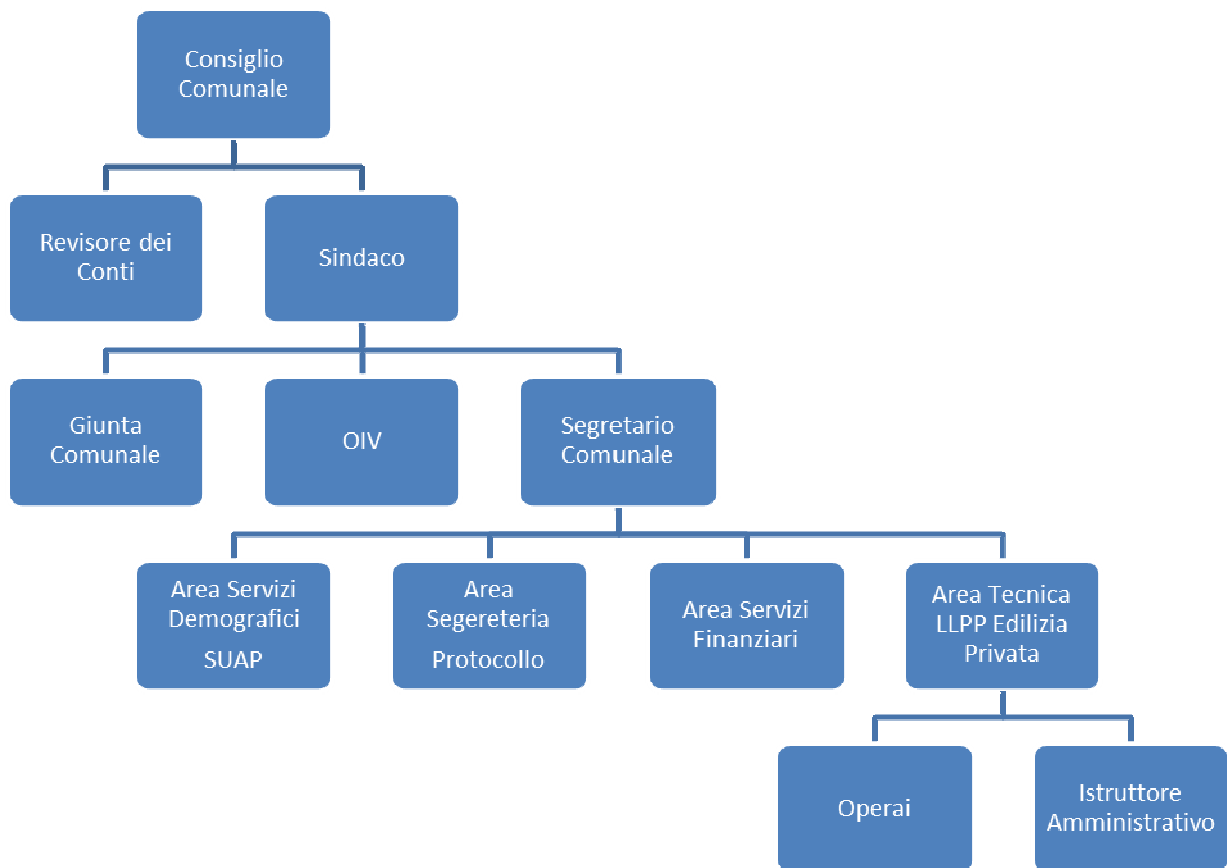 Consiglio
Comunale
Revisore dei
Conti
Sindaco
Giunta
Comunale
OIV
Segretario
Comunale
Area Servizi
Demografici
SUAP
Area
Segereteria
Protocollo
Area Servizi
Finanziari
Area Tecnica
LLPP Edilizia
Privata
Operai
Istruttore
Amministrativo